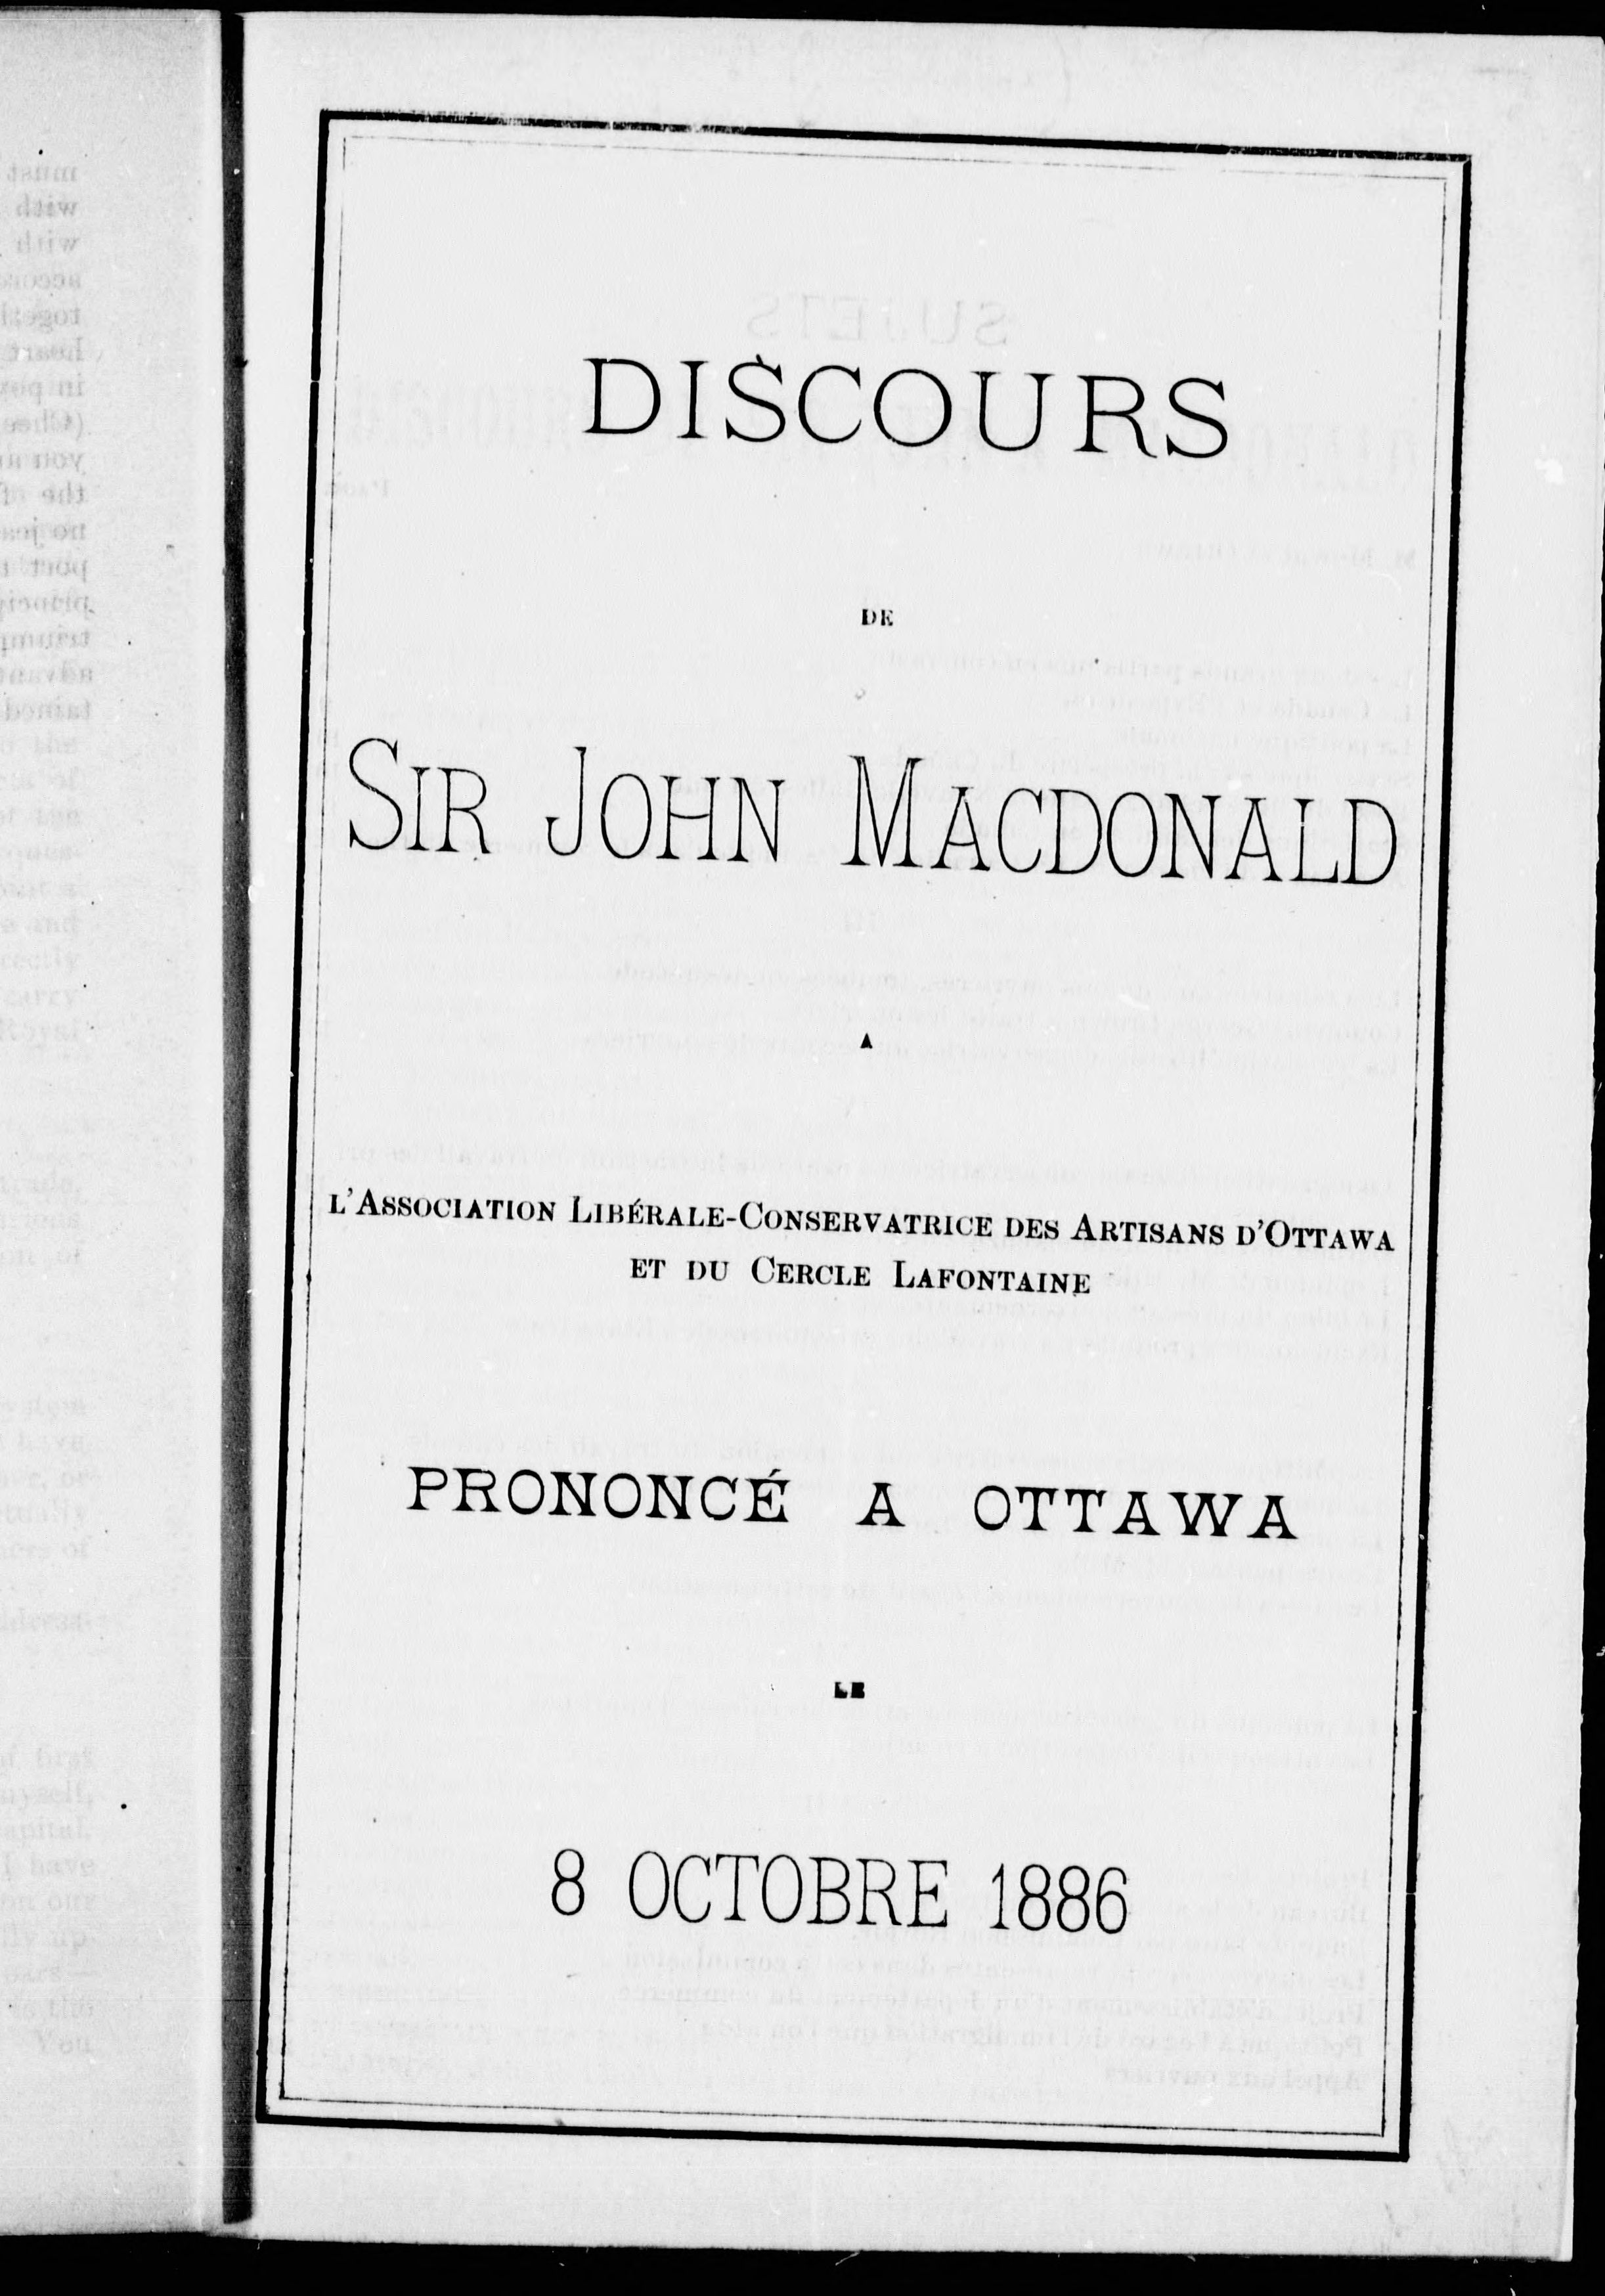 DISCOURS
DE
SIR JOHN MACDONALD
A
L'ASSOCIATION LIBÉRALE-CONSERVATRICE DES ARTISANS D'OTTAWA
ET DU CERCLE LAFONTAINE
PRONONCÉ A OTTAWA
LE
8 OCTOBRE 1886